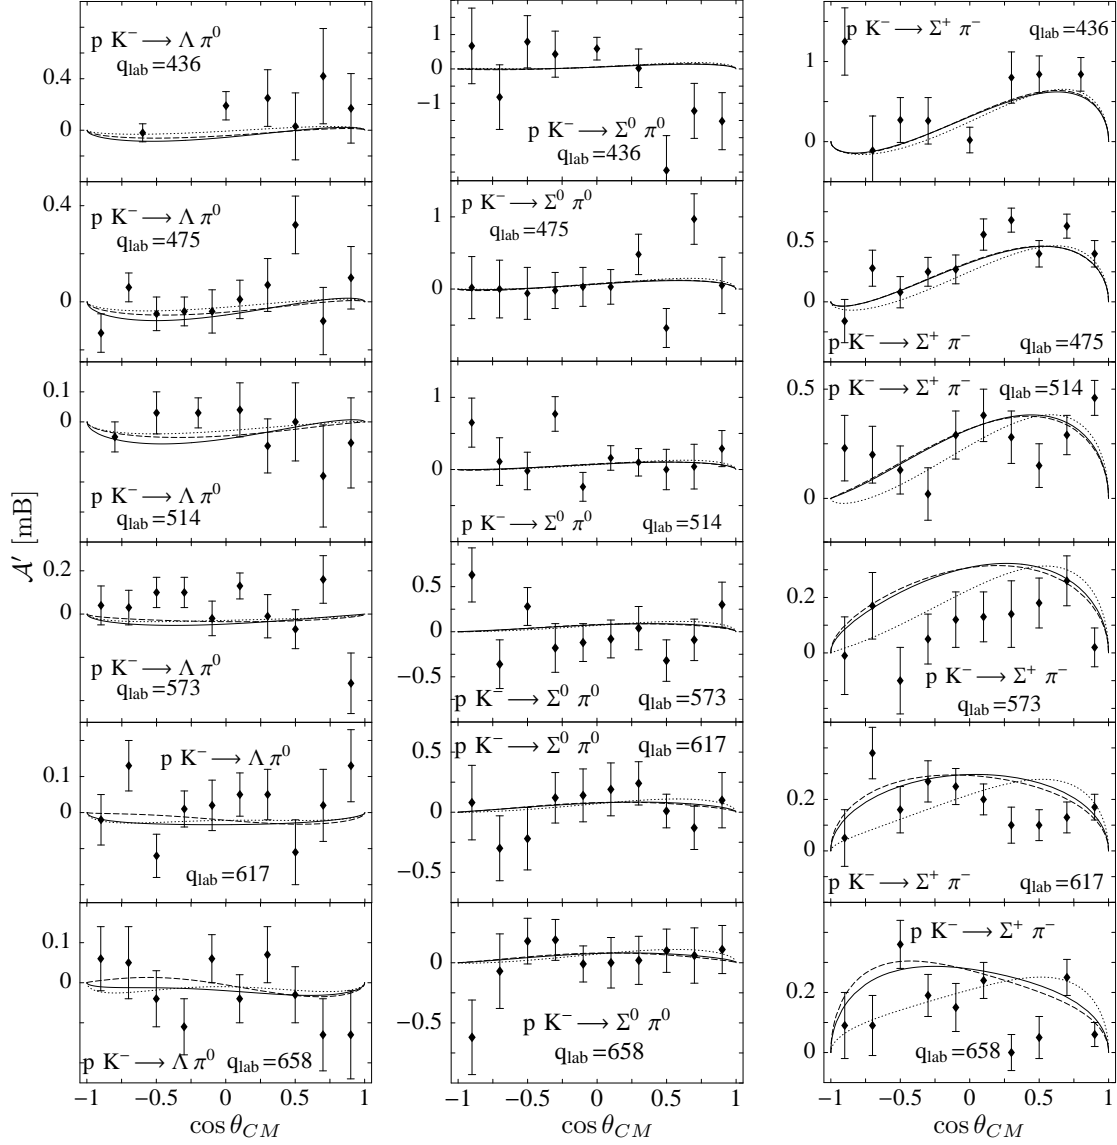 p K⁻ ⟶ Λ π⁰
q_lab=436
0.4
0
p K⁻ ⟶ Λ π⁰
q_lab=475
0.4
0
0.1
0
p K⁻ ⟶ Λ π⁰
q_lab=514
0.2
0
p K⁻ ⟶ Λ π⁰
q_lab=573
p K⁻ ⟶ Λ π⁰
0.1
0
q_lab=617
0.1
0
p K⁻ ⟶ Λ π⁰ q_lab=658
−1 −0.5 0 0.5 1
cos θ_CM
𝒜′ [mB]
1
0
−1
p K⁻ ⟶ Σ⁰ π⁰
q_lab=436
p K⁻ ⟶ Σ⁰ π⁰
q_lab=475
1
0
1
0
p K⁻ ⟶ Σ⁰ π⁰ q_lab=514
0.5
0
−0.5
p K⁻ ⟶ Σ⁰ π⁰ q_lab=573
p K⁻ ⟶ Σ⁰ π⁰ q_lab=617
0.5
0
−0.5
0.5
0
−0.5
p K⁻ ⟶ Σ⁰ π⁰
q_lab=658
−1 −0.5 0 0.5 1
cos θ_CM
p K⁻ ⟶ Σ⁺ π⁻ q_lab=436
1
0
0.5
0
p K⁻ ⟶ Σ⁺ π⁻ q_lab=475
p K⁻ ⟶ Σ⁺ π⁻ q_lab=514
0.5
0
0.2
0
p K⁻ ⟶ Σ⁺ π⁻
q_lab=573
0.2
0
p K⁻ ⟶ Σ⁺ π⁻ q_lab=617
p K⁻ ⟶ Σ⁺ π⁻
0.2
0
q_lab=658
−1 −0.5 0 0.5 1
cos θ_CM